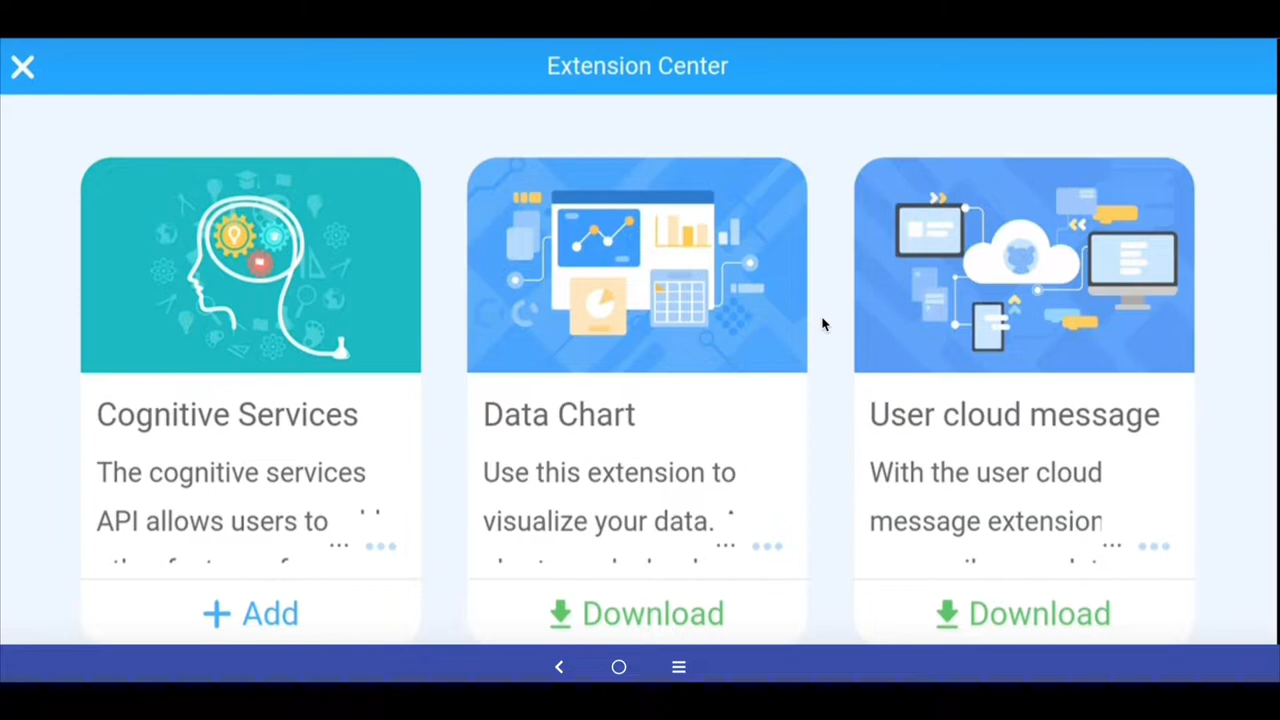 Extension Center
Cognitive Services
The cognitive services
API allows users to
...
+ Add
Data Chart
Use this extension to
visualize your data.
...
Download
User cloud message
With the user cloud
message extension
...
Download